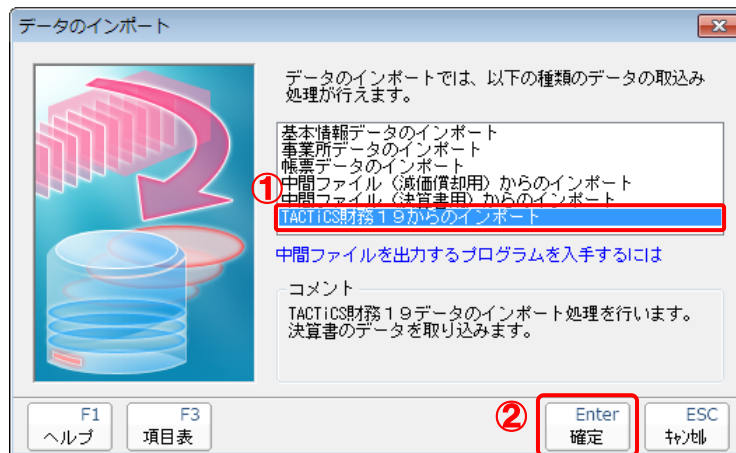 データのインポート
データのインポートでは、以下の種類のデータの取込み
処理が行えます。
基本情報データのインポート
事業所データのインポート
帳票データのインポート
①
中間ファイル（減価償却用）からのインポート
中間ファイル（決算書用）からのインポート
TACTiCS財務１９からのインポート
中間ファイルを出力するプログラムを入手するには
コメント
TACTiCS財務１９データのインポート処理を行います。
決算書のデータを取り込みます。
F1
ヘルプ
F3
項目表
②
Enter
確定
ESC
ｷｬﾝｾﾙ